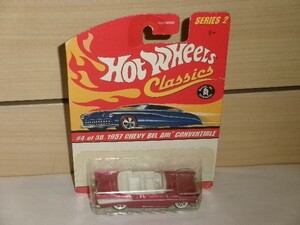 SERIES 2
HOT WHEELS
Classics
#4 of 30 1957 CHEVY BEL AIR CONVERTIBLE